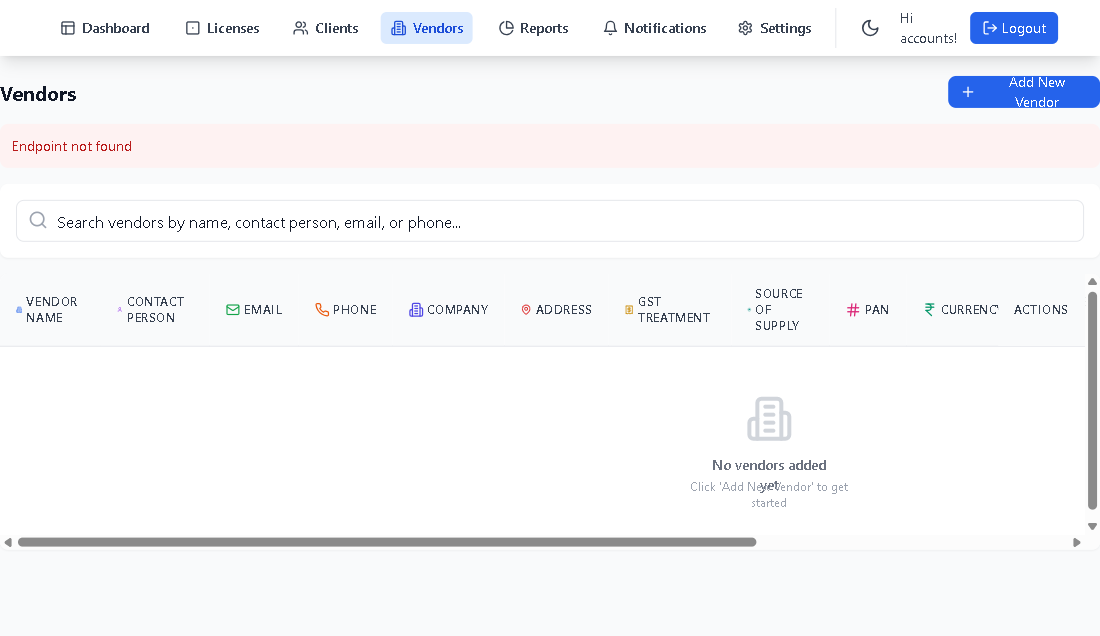 Dashboard
Licenses
Clients
Vendors
Reports
Notifications
Settings
Hi
accounts!
Logout
Vendors
Add New
Vendor
Endpoint not found
Search vendors by name, contact person, email, or phone...
VENDOR
NAME
CONTACT
PERSON
EMAIL
PHONE
COMPANY
ADDRESS
GST
TREATMENT
SOURCE
OF
SUPPLY
PAN
CURRENC
ACTIONS
No vendors added
yet
Click 'Add New Vendor' to get
started